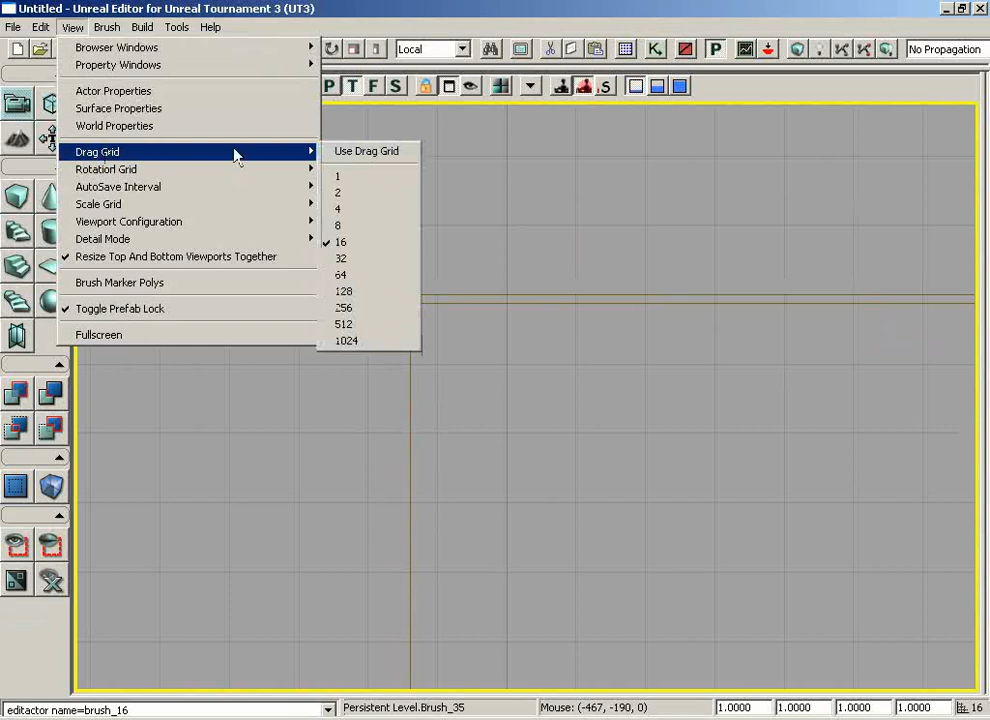 Untitled - Unreal Editor for Unreal Tournament 3 (UT3)
File Edit View Brush Build Tools Help
Local
P
No Propagation
P T F S
S
Browser Windows
Property Windows
Actor Properties
Surface Properties
World Properties
Drag Grid
Rotation Grid
AutoSave Interval
Scale Grid
Viewport Configuration
Detail Mode
Resize Top And Bottom Viewports Together
Brush Marker Polys
Toggle Prefab Lock
Fullscreen
Use Drag Grid
1
2
4
8
16
32
64
128
256
512
1024
editactor name=brush_16
Persistent Level.Brush_35
Mouse: (-467, -190, 0)
1.0000 1.0000 1.0000 1.0000
16